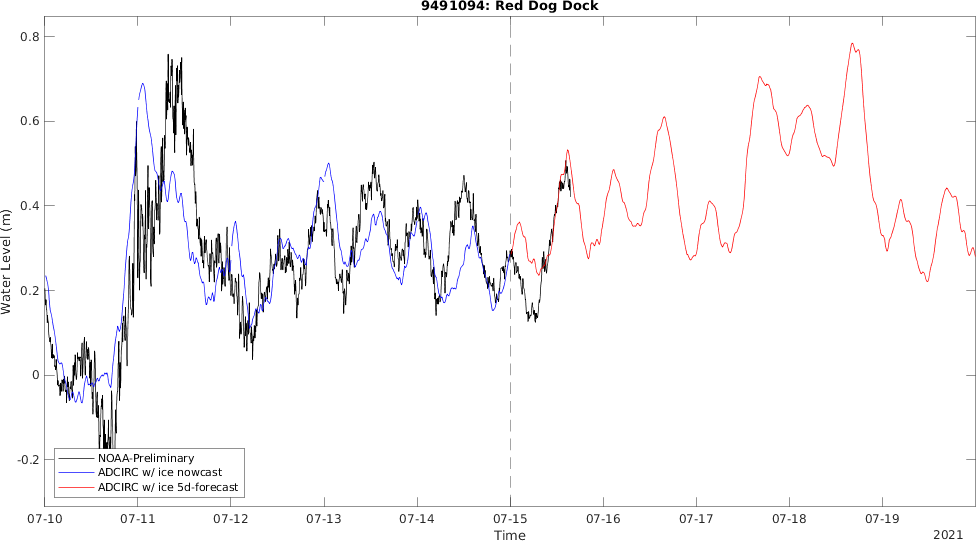 9491094: Red Dog Dock
Water Level (m)
0.8
0.6
0.4
0.2
0
-0.2
NOAA-Preliminary
ADCIRC w/ ice nowcast
ADCIRC w/ ice 5d-forecast
07-10 07-11 07-12 07-13 07-14 07-15 07-16 07-17 07-18 07-19
Time
2021